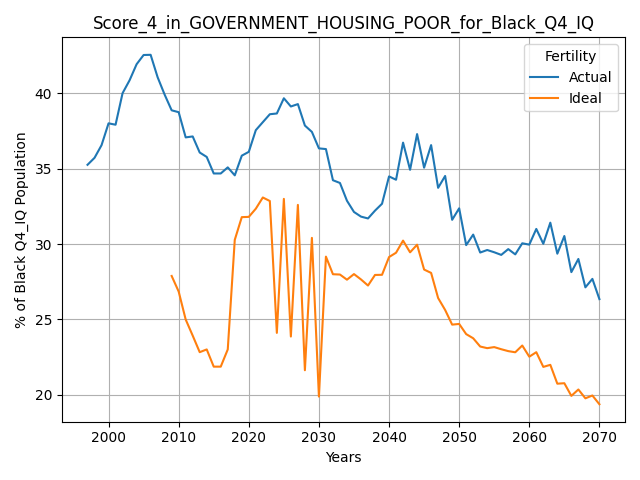 Score_4_in_GOVERNMENT_HOUSING_POOR_for_Black_Q4_IQ
Fertility
Actual
Ideal
% of Black Q4_IQ Population
40
35
30
25
20
2000 2010 2020 2030 2040 2050 2060 2070
Years